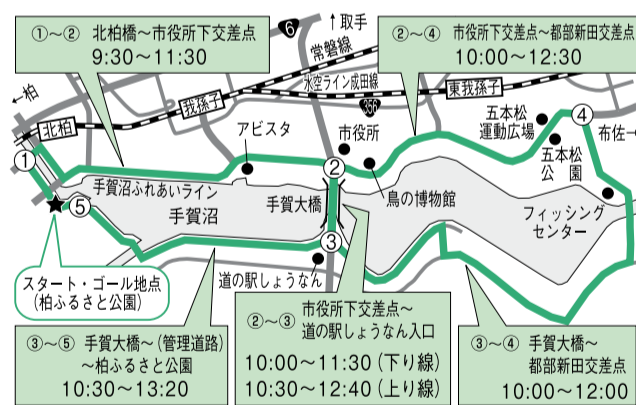 ①～② 北柏橋～市役所下交差点
9:30～11:30
6
↑取手
常磐線
水空ライン成田線
356
②～④ 市役所下交差点～都部新田交差点
10:00～12:30
←柏
北柏
我孫子
東我孫子
アビスタ
市役所
五本松
運動広場
④
布佐→
五本松
公園
①
②
鳥の博物館
手賀沼ふれあいライン
⑤
手賀沼
手賀大橋
フィッシング
センター
★
③
スタート・ゴール地点
(柏ふるさと公園)
道の駅しょうなん
③～⑤ 手賀大橋～(管理道路)
～柏ふるさと公園
10:30～13:20
②～③ 市役所下交差点～
道の駅しょうなん入口
10:00～11:30(下り線)
10:30～12:40(上り線)
③～④ 手賀大橋～
都部新田交差点
10:00～12:00